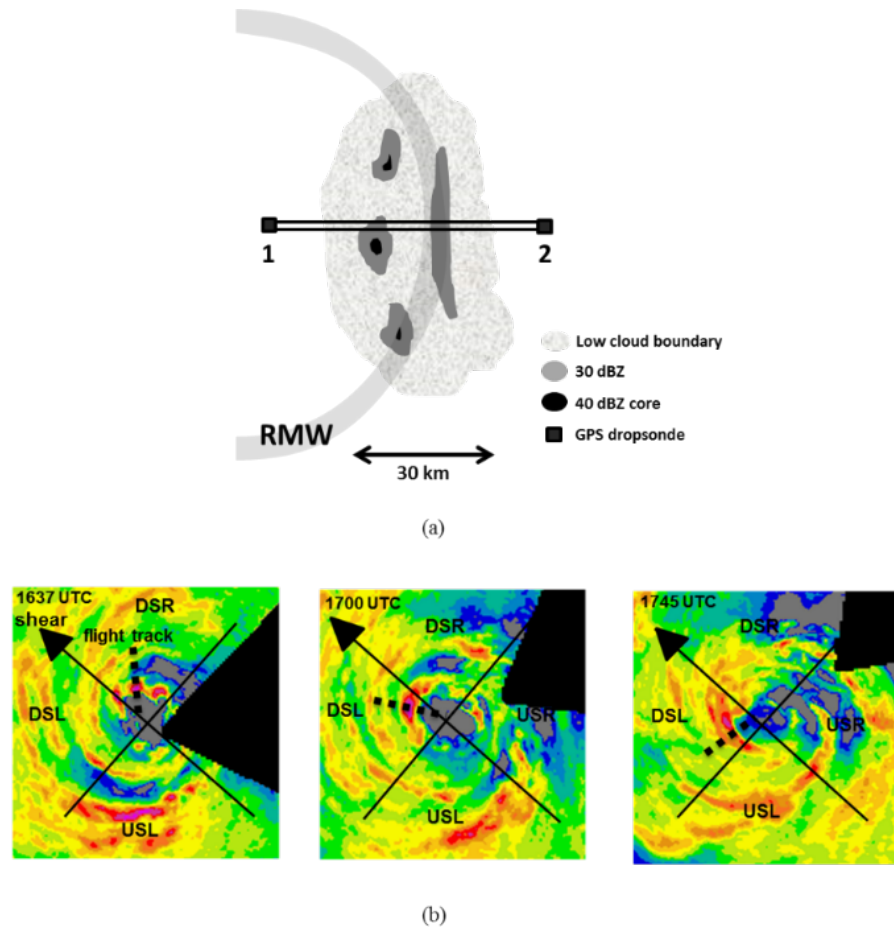 1
2
Low cloud boundary
30 dBZ
40 dBZ core
GPS dropsonde
RMW
30 km
(a)
1637 UTC
shear
DSR
flight track
DSL
USL
1700 UTC
DSR
DSL
USR
USL
1745 UTC
DSR
DSL
USR
USL
(b)